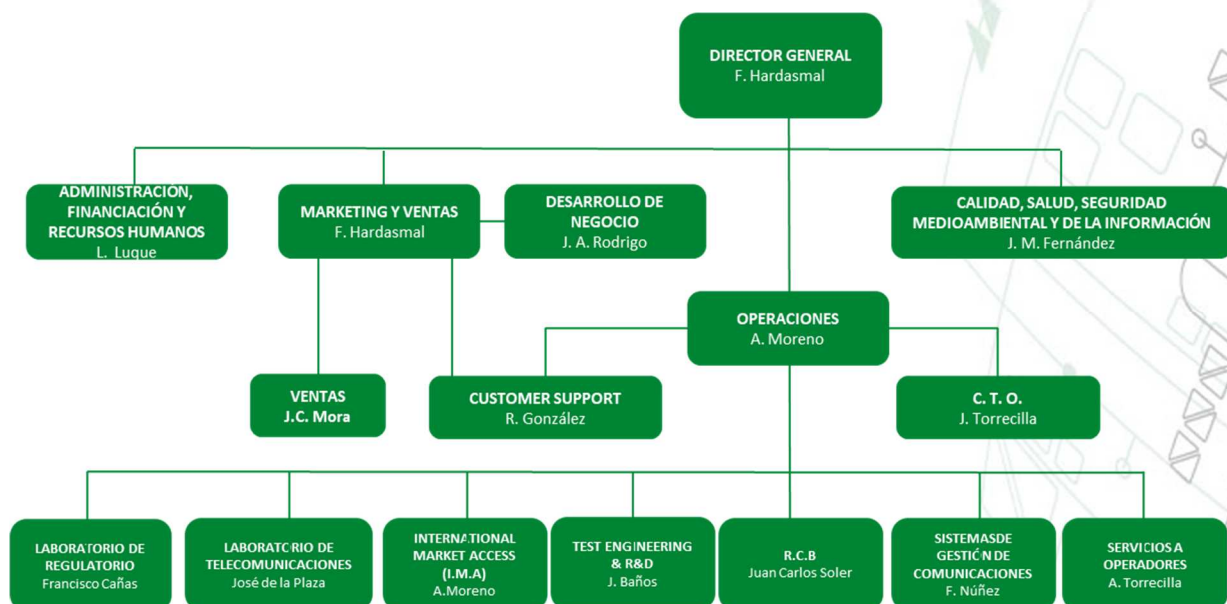 DIRECTOR GENERAL
F. Hardasmal
ADMINISTRACIÓN,
FINANCIACIÓN Y
RECURSOS HUMANOS
L. Luque
MARKETING Y VENTAS
F. Hardasmal
DESARROLLO DE
NEGOCIO
J. A. Rodrigo
CALIDAD, SALUD, SEGURIDAD
MEDIOAMBIENTAL Y DE LA INFORMACIÓN
J. M. Fernández
OPERACIONES
A. Moreno
VENTAS
J.C. Mora
CUSTOMER SUPPORT
R. González
C. T. O.
J. Torrecilla
LABORATORIO DE
REGULATORIO
Francisco Cañas
LABORATORIO DE
TELECOMUNICACIONES
José de la Plaza
INTERNATIONAL
MARKET ACCESS
(I.M.A)
A.Moreno
TEST ENGINEERING
& R&D
J. Baños
R.C.B
Juan Carlos Soler
SISTEMASDE
GESTIÓN DE
COMUNICACIONES
F. Núñez
SERVICIOS A
OPERADORES
A. Torrecilla